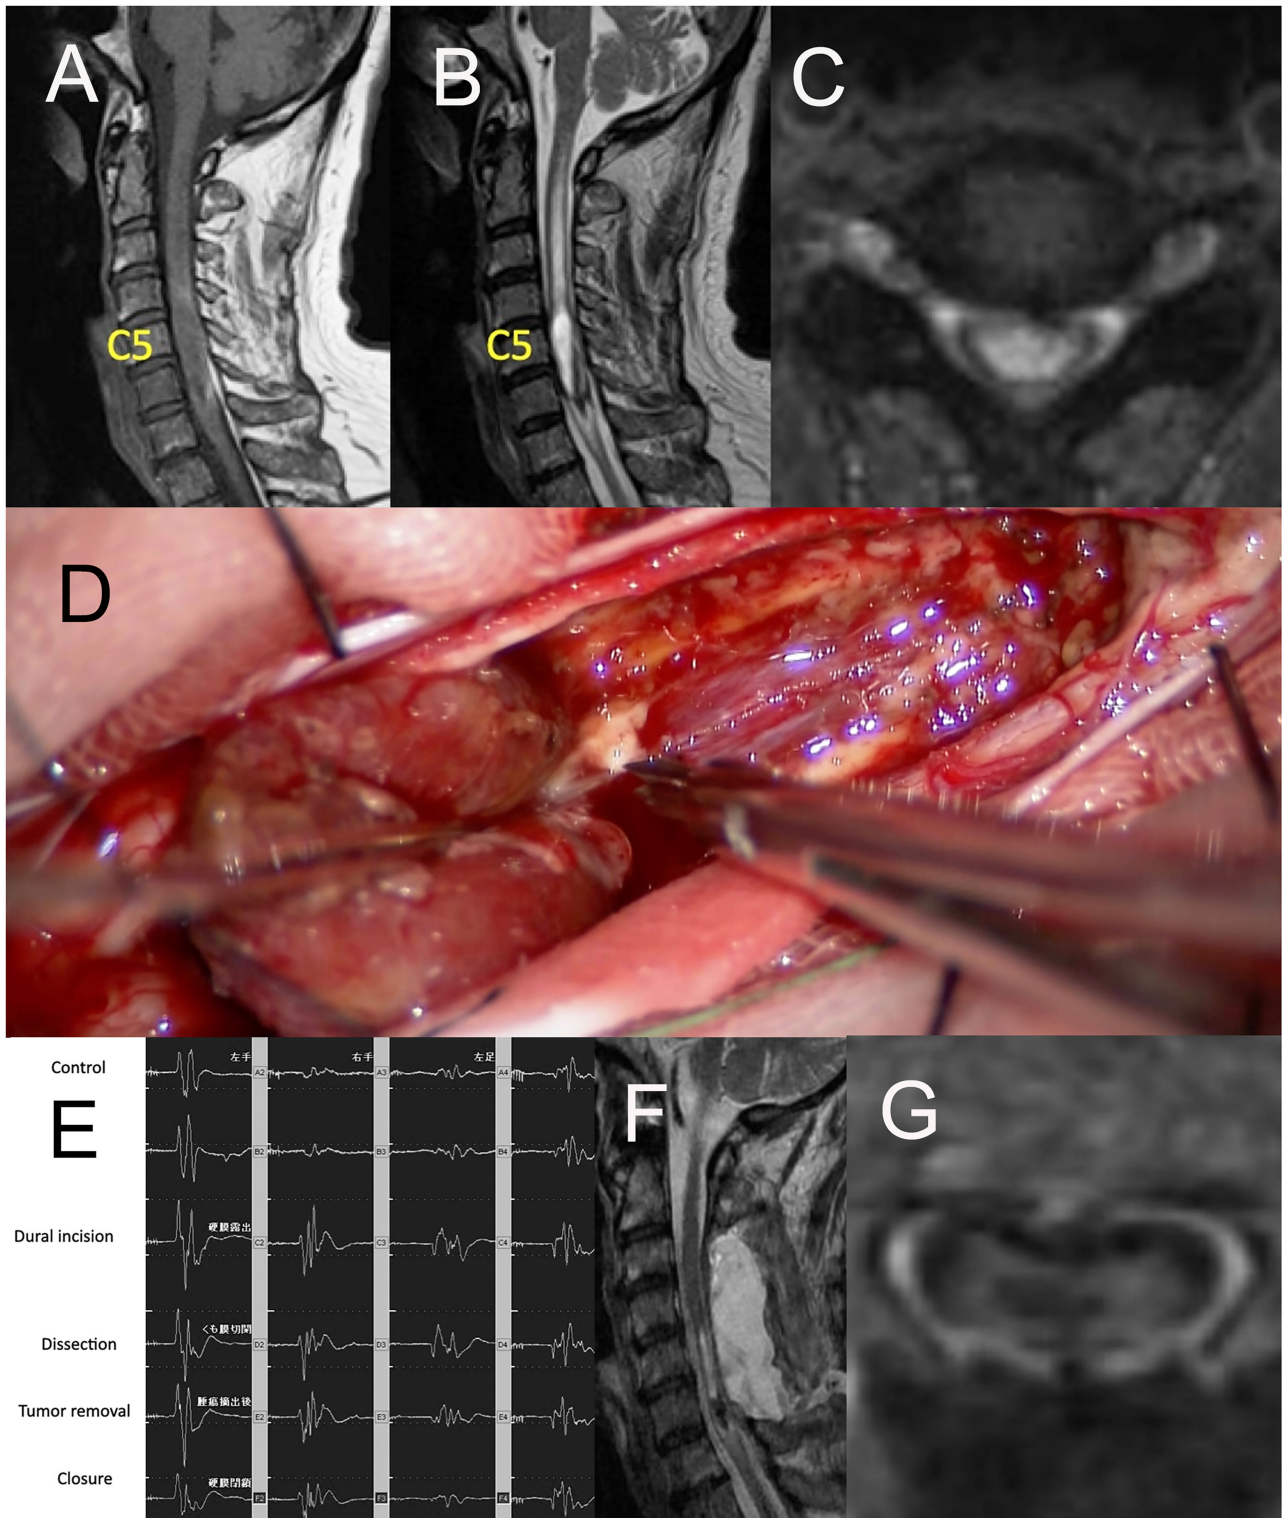 A
B
C
C5
C5
D
Control
E
左手
A2
右手
A3
左足
A4
B2
B3
B4
Dural incision
硬膜露出
C2
C3
C4
Dissection
くも膜切開
D2
D3
D4
Tumor removal
腫瘍摘出後
E2
E3
E4
Closure
硬膜閉鎖
F2
F3
F4
F
G